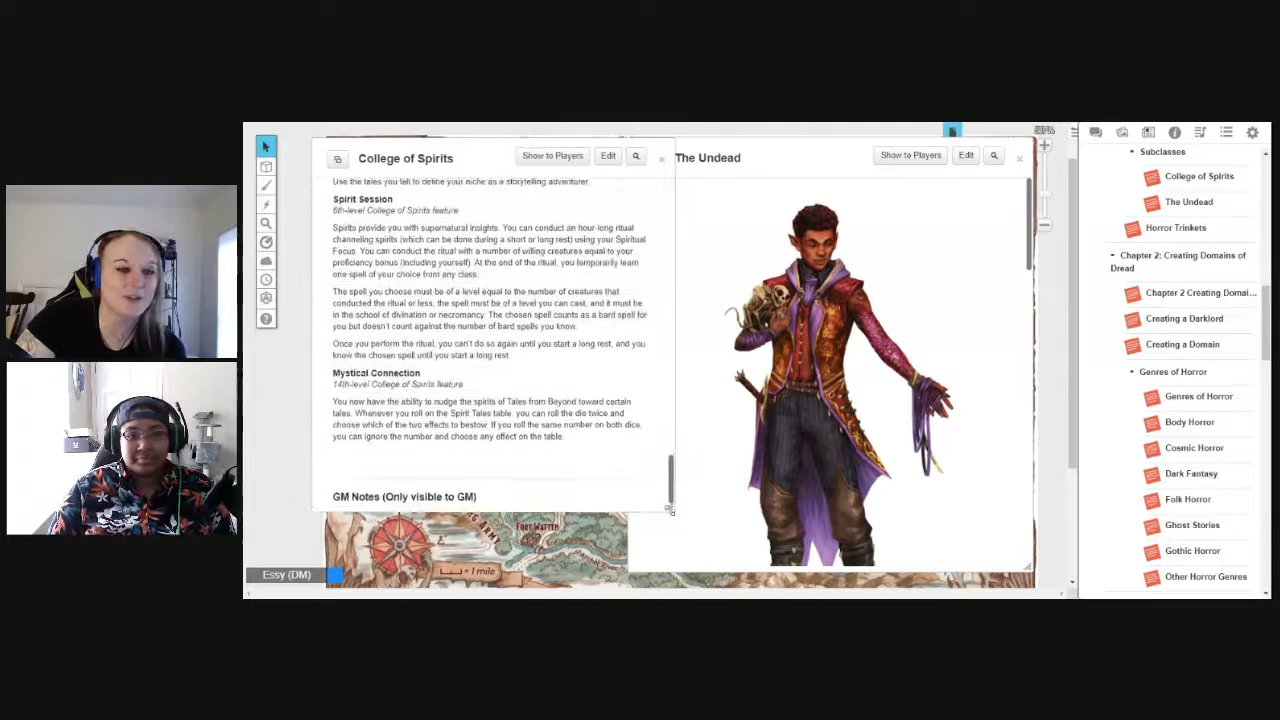 College of Spirits
Show to Players
Edit
Use the tales you tell to define your niche as a storytelling adventurer.
Spirit Session
6th-level College of Spirits feature
Spirits provide you with supernatural insights. You can conduct an hour-long ritual
channeling spirits (which can be done during a short or long rest) using your Spiritual
Focus. You can conduct the ritual with a number of willing creatures equal to your
proficiency bonus (including yourself). At the end of the ritual, you temporarily learn
one spell of your choice from any class.
The spell you choose must be of a level equal to the number of creatures that
conducted the ritual or less, the spell must be of a level you can cast, and it must be
in the school of divination or necromancy. The chosen spell counts as a bard spell for
you but doesn't count against the number of bard spells you know.
Once you perform the ritual, you can't do so again until you start a long rest, and you
know the chosen spell until you start a long rest.
Mystical Connection
14th-level College of Spirits feature
You now have the ability to nudge the spirits of Tales from Beyond toward certain
tales. Whenever you roll on the Spirit Tales table, you can roll the die twice and
choose which of the two effects to bestow. If you roll the same number on both dice,
you can ignore the number and choose any effect on the table.
GM Notes (Only visible to GM)
The Undead
Show to Players
Edit
Army
Fort Watten
= 1 mile
Essy (DM)
Subclasses
College of Spirits
The Undead
Horror Trinkets
Chapter 2: Creating Domains of
Dread
Chapter 2 Creating Domai...
Creating a Darklord
Creating a Domain
Genres of Horror
Genres of Horror
Body Horror
Cosmic Horror
Dark Fantasy
Folk Horror
Ghost Stories
Gothic Horror
Other Horror Genres